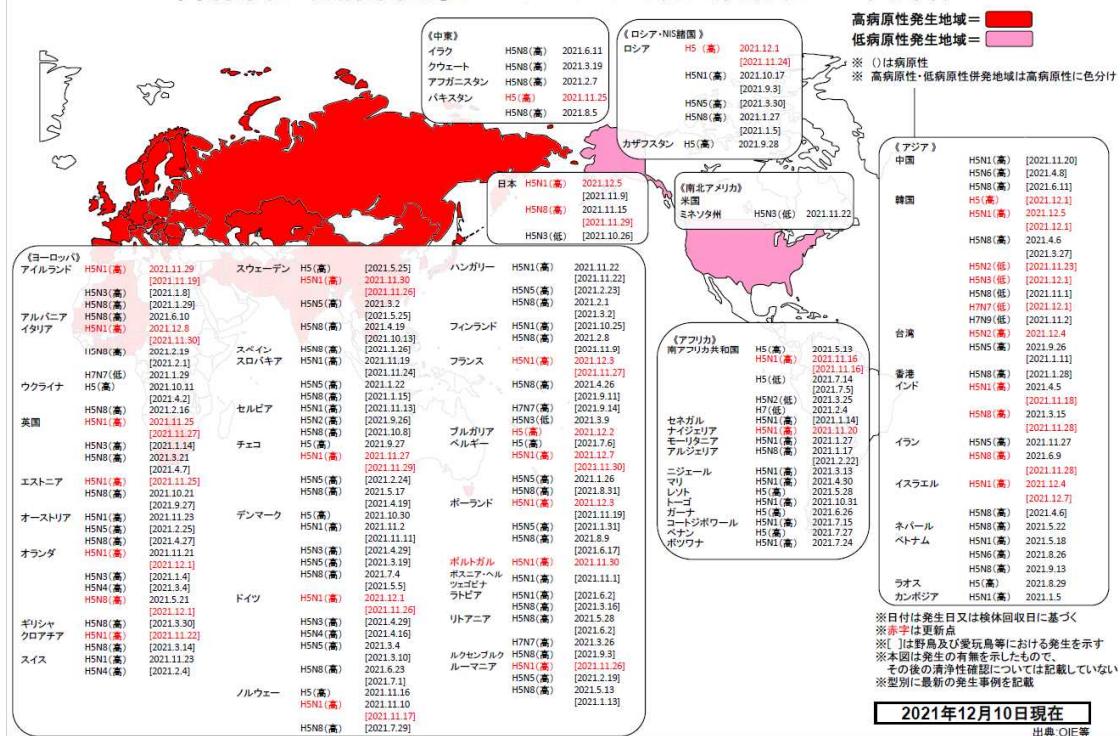 高病原性発生地域＝
低病原性発生地域＝
※ （）は病原性
※ 高病原性・低病原性併発地域は高病原性に色分け
《中東》
イラク H5N8（高） 2021.6.11
クウェート H5N8（高） 2021.3.19
アフガニスタン H5N8（高） 2021.2.7
パキスタン H5（高） 2021.11.25
H5N8（高） 2021.8.5
《 ロシア・NIS諸国 》
ロシア H5 （高） 2021.12.1
[2021.11.24]
H5N1（高） 2021.10.17
[2021.9.3]
H5N5（高） [2021.3.30]
H5N8（高） 2021.1.27
[2021.1.5]
カザフスタン H5（高） 2021.9.28
日本 H5N1（高） 2021.12.5
[2021.11.9]
H5N8（高） 2021.11.15
[2021.11.29]
H5N3（低） [2021.10.26]
《南北アメリカ》
米国
ミネソタ州 H5N3（低） 2021.11.22
《 アジア 》
中国 H5N1（高） [2021.11.20]
H5N6（高） [2021.4.8]
H5N8（高） [2021.6.11]
韓国 H5（高） [2021.12.1]
H5N1（高） 2021.12.5
[2021.12.1]
H5N8（高） 2021.4.6
[2021.3.27]
H5N2（低） [2021.11.23]
H5N3（低） [2021.12.1]
H5N8（低） [2021.11.1]
H7N7（低） [2021.12.1]
H7N9（低） [2021.11.2]
台湾 H5N2（高） 2021.12.4
H5N5（高） 2021.9.26
[2021.1.11]
香港 H5N8（高） [2021.1.28]
インド H5N1（高） 2021.4.5
[2021.11.18]
H5N8（高） 2021.3.15
[2021.11.28]
イラン H5N5（高） 2021.11.27
H5N8（高） 2021.6.9
[2021.11.28]
イスラエル H5N1（高） 2021.12.4
[2021.12.7]
H5N8（高） [2021.4.6]
ネパール H5N8（高） 2021.5.22
ベトナム H5N1（高） 2021.5.18
H5N6（高） 2021.8.26
H5N8（高） 2021.9.13
ラオス H5（高） 2021.8.29
カンボジア H5N1（高） 2021.1.5
《ヨーロッパ》
アイルランド H5N1（高） 2021.11.29
[2021.11.19]
H5N3（高） [2021.1.8]
H5N8（高） [2021.1.29]
アルバニア H5N8（高） 2021.6.10
イタリア H5N1（高） 2021.12.8
[2021.11.30]
H5N8（高） 2021.2.19
[2021.2.1]
H7N7（低） 2021.1.29
ウクライナ H5（高） 2021.10.11
[2021.4.2]
H5N8（高） 2021.2.16
英国 H5N1（高） 2021.11.25
[2021.11.27]
H5N3（高） [2021.1.14]
H5N8（高） 2021.3.21
[2021.4.7]
エストニア H5N1（高） [2021.11.25]
H5N8（高） 2021.10.21
[2021.9.27]
オーストリア H5N1（高） 2021.11.23
H5N5（高） [2021.2.25]
H5N8（高） [2021.4.27]
オランダ H5N1（高） 2021.11.21
[2021.12.1]
H5N3（高） [2021.1.4]
H5N4（高） [2021.3.4]
H5N8（高） 2021.5.21
[2021.12.1]
ギリシャ H5N8（高） [2021.3.30]
クロアチア H5N1（高） [2021.11.22]
H5N8（高） [2021.3.14]
スイス H5N1（高） 2021.11.23
H5N4（高） [2021.2.4]
スウェーデン H5（高） [2021.5.25]
H5N1（高） 2021.11.30
[2021.11.26]
H5N5（高） 2021.3.2
[2021.5.25]
H5N8（高） 2021.4.19
[2021.10.13]
スペイン H5N8（高） [2021.1.26]
スロバキア H5N1（高） 2021.11.19
[2021.11.24]
H5N5（高） 2021.1.22
H5N8（高） [2021.1.15]
セルビア H5N1（高） [2021.11.13]
H5N2（高） [2021.9.26]
H5N8（高） [2021.10.8]
チェコ H5（高） 2021.9.27
H5N1（高） 2021.11.27
[2021.11.29]
H5N5（高） [2021.2.24]
H5N8（高） 2021.5.17
[2021.4.19]
デンマーク H5（高） 2021.10.30
H5N1（高） 2021.11.2
[2021.11.11]
H5N3（高） [2021.4.29]
H5N5（高） [2021.3.19]
H5N8（高） 2021.7.4
[2021.5.5]
ドイツ H5N1（高） 2021.12.1
[2021.11.26]
H5N3（高） [2021.4.29]
H5N4（高） [2021.4.16]
H5N5（高） 2021.3.4
[2021.3.10]
H5N8（高） 2021.6.23
[2021.7.1]
ノルウェー H5（高） 2021.11.16
H5N1（高） 2021.11.10
[2021.11.17]
H5N8（高） [2021.7.29]
ハンガリー H5N1（高） 2021.11.22
[2021.11.22]
H5N5（高） [2021.2.23]
H5N8（高） 2021.2.1
[2021.3.2]
フィンランド H5N1（高） [2021.10.25]
H5N8（高） 2021.2.8
[2021.11.9]
フランス H5N1（高） 2021.12.3
[2021.11.27]
H5N8（高） 2021.4.26
[2021.9.11]
H7N7（高） [2021.9.14]
H5N3（低） 2021.3.9
ブルガリア H5（高） 2021.12.2
ベルギー H5（高） [2021.7.6]
H5N1（高） 2021.12.7
[2021.11.30]
H5N5（高） 2021.1.26
H5N8（高） [2021.8.31]
ポーランド H5N1（高） 2021.12.3
[2021.11.19]
H5N5（高） [2021.1.31]
H5N8（高） 2021.8.9
[2021.6.17]
ポルトガル H5N1（高） 2021.11.30
ボスニア・ヘル
ツェゴビナ H5N1（高） [2021.11.1]
ラトビア H5N1（高） [2021.6.2]
H5N8（高） [2021.3.16]
リトアニア H5N8（高） 2021.5.28
[2021.6.2]
H7N7（高） 2021.3.26
ルクセンブルク H5N8（高） [2021.9.3]
ルーマニア H5N1（高） [2021.11.26]
H5N5（高） [2021.2.19]
H5N8（高） 2021.5.13
[2021.1.13]
《アフリカ》
南アフリカ共和国 H5（高） 2021.5.13
H5N1（高） 2021.11.16
[2021.11.16]
H5（低） 2021.7.14
[2021.7.5]
H5N2（低） 2021.3.25
H7（低） 2021.2.4
セネガル H5N1（高） [2021.1.14]
ナイジェリア H5N1（高） 2021.11.20
モーリタニア H5N1（高） 2021.1.27
アルジェリア H5N8（高） 2021.1.17
[2021.2.22]
ニジェール H5N1（高） 2021.3.13
マリ H5N1（高） 2021.4.30
レソト H5（高） 2021.5.28
トーゴ H5N1（高） 2021.10.31
ガーナ H5（高） 2021.6.26
コートジボワール H5N1（高） 2021.7.15
ベナン H5（高） 2021.7.27
ボツワナ H5N1（高） 2021.7.24
※日付は発生日又は検体回収日に基づく
※赤字は更新点
※[ ]は野鳥及び愛玩鳥等における発生を示す
※本図は発生の有無を示したもので、
その後の清浄性確認については記載していない
※型別に最新の発生事例を記載
2021年12月10日現在
出典:OIE等